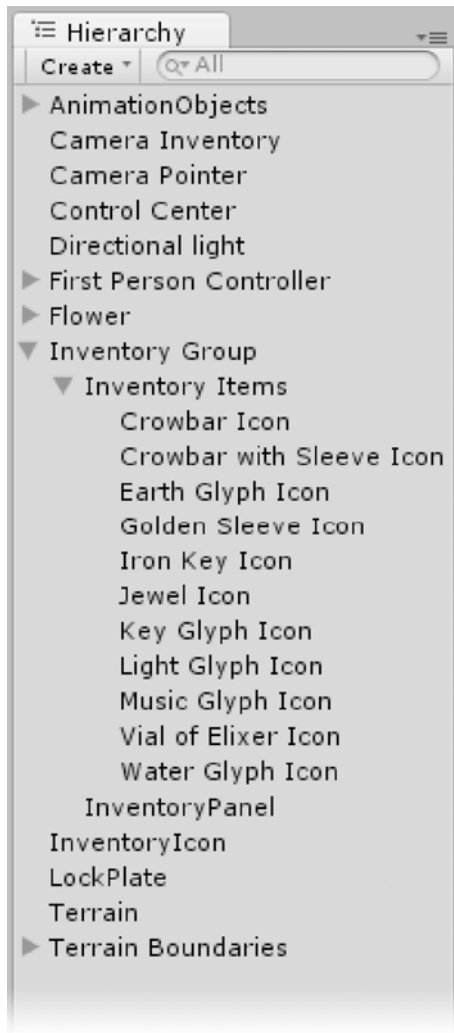 Hierarchy
Create All
AnimationObjects
Camera Inventory
Camera Pointer
Control Center
Directional light
First Person Controller
Flower
Inventory Group
Inventory Items
Crowbar Icon
Crowbar with Sleeve Icon
Earth Glyph Icon
Golden Sleeve Icon
Iron Key Icon
Jewel Icon
Key Glyph Icon
Light Glyph Icon
Music Glyph Icon
Vial of Elixer Icon
Water Glyph Icon
InventoryPanel
InventoryIcon
LockPlate
Terrain
Terrain Boundaries